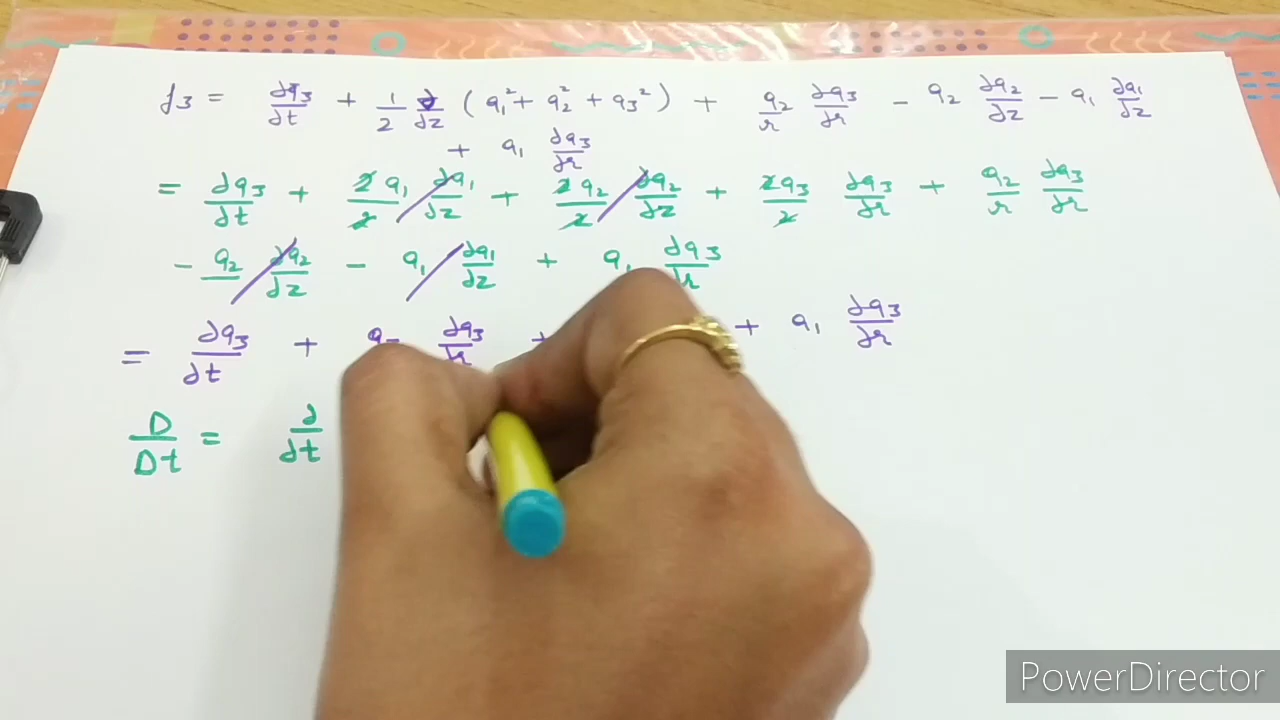 f3 = ∂q3/∂t + 1/2 ∂/∂z ( q1² + q2² + q3² ) + q2/r ∂q3/∂r - q2 ∂q2/∂z - q1 ∂q1/∂z
+ q1 ∂q3/∂r
= ∂q3/∂t + 2q1/2 ∂q1/∂z + 2q2/2 ∂q2/∂z + 2q3/2 ∂q3/∂r + q2/r ∂q3/∂r
- q2 ∂q2/∂z - q1 ∂q1/∂z + q1 ∂q3/∂r
= ∂q3/∂t + ∂q3/∂r + + q1 ∂q3/∂r
D/Dt = ∂/∂t
PowerDirector